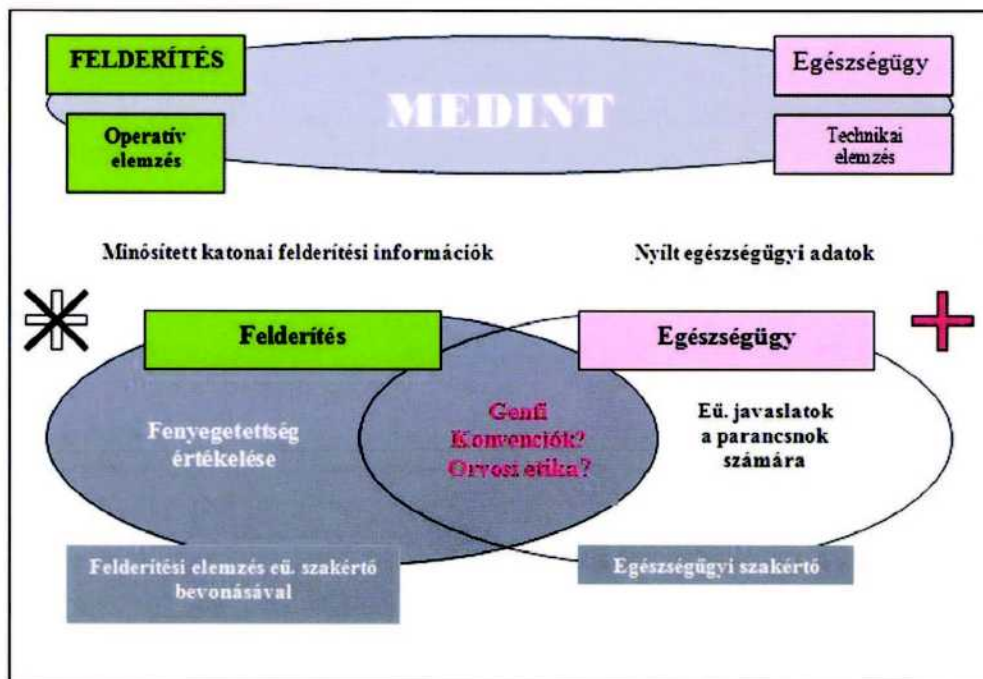 FELDERÍTÉS
Egészségügy
MEDINT
Operatív
elemzés
Technikai
elemzés
Minősített katonai felderítési információk
Nyílt egészségügyi adatok
Felderítés
Egészségügy
Fenyegetettség
értékelése
Genfi
Konvenciók?
Orvosi etika?
Eü. javaslatok
a parancsnok
számára
Felderítési elemzés eü. szakértő
bevonásával
Egészségügyi szakértő